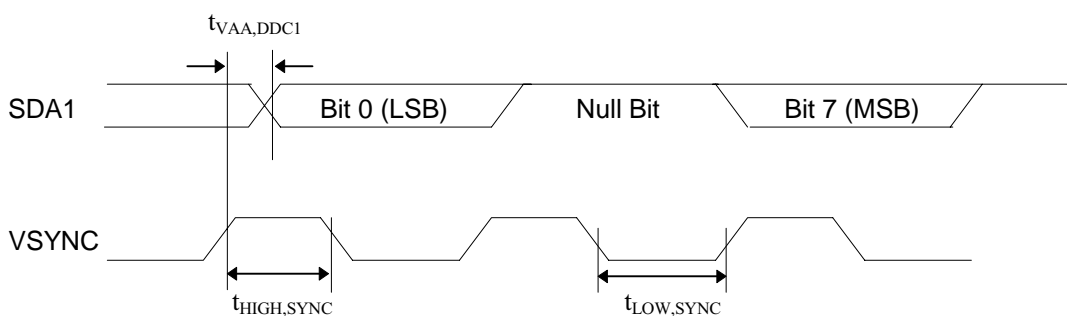 tVAA,DDC1
SDA1
Bit 0 (LSB)
Null Bit
Bit 7 (MSB)
VSYNC
tHIGH,SYNC
tLOW,SYNC